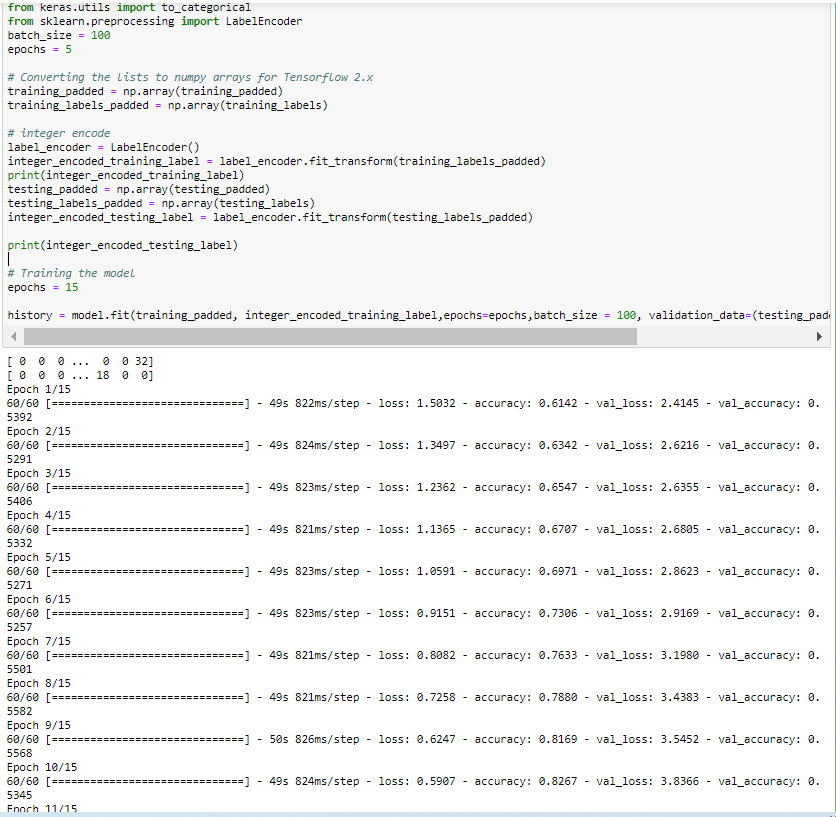 from keras.utils import to_categorical
from sklearn.preprocessing import LabelEncoder
batch_size = 100
epochs = 5
# Converting the lists to numpy arrays for Tensorflow 2.x
training_padded = np.array(training_padded)
training_labels_padded = np.array(training_labels)
# integer encode
label_encoder = LabelEncoder()
integer_encoded_training_label = label_encoder.fit_transform(training_labels_padded)
print(integer_encoded_training_label)
testing_padded = np.array(testing_padded)
testing_labels_padded = np.array(testing_labels)
integer_encoded_testing_label = label_encoder.fit_transform(testing_labels_padded)
print(integer_encoded_testing_label)
# Training the model
epochs = 15
history = model.fit(training_padded, integer_encoded_training_label,epochs=epochs,batch_size = 100, validation_data=(testing_pad
[ 0  0  0 ...  0  0 32]
[ 0  0  0 ... 18  0  0]
Epoch 1/15
60/60 [==============================] - 49s 822ms/step - loss: 1.5032 - accuracy: 0.6142 - val_loss: 2.4145 - val_accuracy: 0.
5392
Epoch 2/15
60/60 [==============================] - 49s 824ms/step - loss: 1.3497 - accuracy: 0.6342 - val_loss: 2.6216 - val_accuracy: 0.
5291
Epoch 3/15
60/60 [==============================] - 49s 823ms/step - loss: 1.2362 - accuracy: 0.6547 - val_loss: 2.6355 - val_accuracy: 0.
5406
Epoch 4/15
60/60 [==============================] - 49s 821ms/step - loss: 1.1365 - accuracy: 0.6707 - val_loss: 2.6805 - val_accuracy: 0.
5332
Epoch 5/15
60/60 [==============================] - 49s 823ms/step - loss: 1.0591 - accuracy: 0.6971 - val_loss: 2.8623 - val_accuracy: 0.
5271
Epoch 6/15
60/60 [==============================] - 49s 823ms/step - loss: 0.9151 - accuracy: 0.7306 - val_loss: 2.9169 - val_accuracy: 0.
5257
Epoch 7/15
60/60 [==============================] - 49s 821ms/step - loss: 0.8082 - accuracy: 0.7633 - val_loss: 3.1980 - val_accuracy: 0.
5501
Epoch 8/15
60/60 [==============================] - 49s 821ms/step - loss: 0.7258 - accuracy: 0.7880 - val_loss: 3.4383 - val_accuracy: 0.
5582
Epoch 9/15
60/60 [==============================] - 50s 826ms/step - loss: 0.6247 - accuracy: 0.8169 - val_loss: 3.5452 - val_accuracy: 0.
5568
Epoch 10/15
60/60 [==============================] - 49s 824ms/step - loss: 0.5907 - accuracy: 0.8267 - val_loss: 3.8366 - val_accuracy: 0.
5345
Epoch 11/15